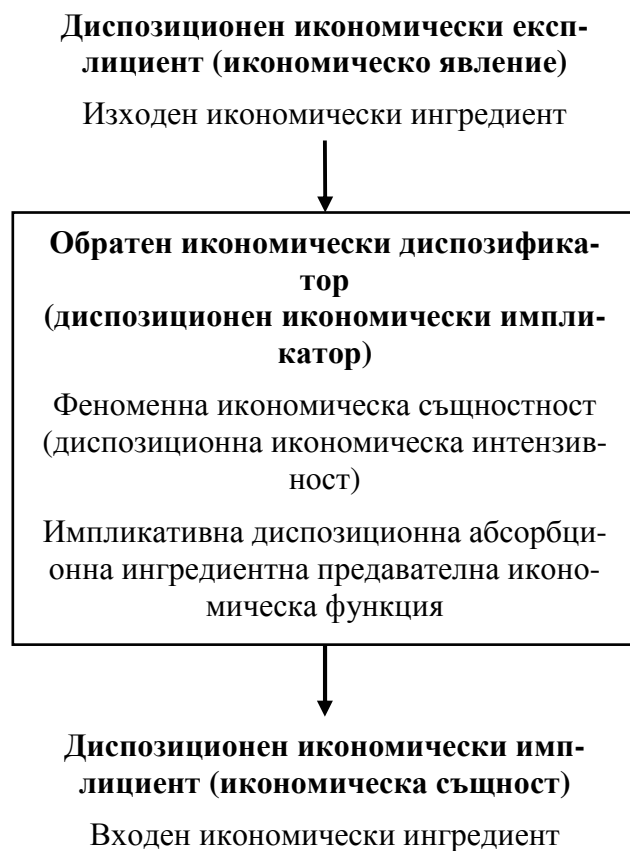 Диспозиционен икономически експ-
лициент (икономическо явление)
Изходен икономически ингредиент
Обратен икономически диспозифика-
тор
(диспозиционен икономически импли-
катор)
Феноменна икономическа същностност
(диспозиционна икономическа интензив-
ност)
Импликативна диспозиционна абсорбци-
онна ингредиентна предавателна иконо-
мическа функция
Диспозиционен икономически имп-
лициент (икономическа същност)
Входен икономически ингредиент